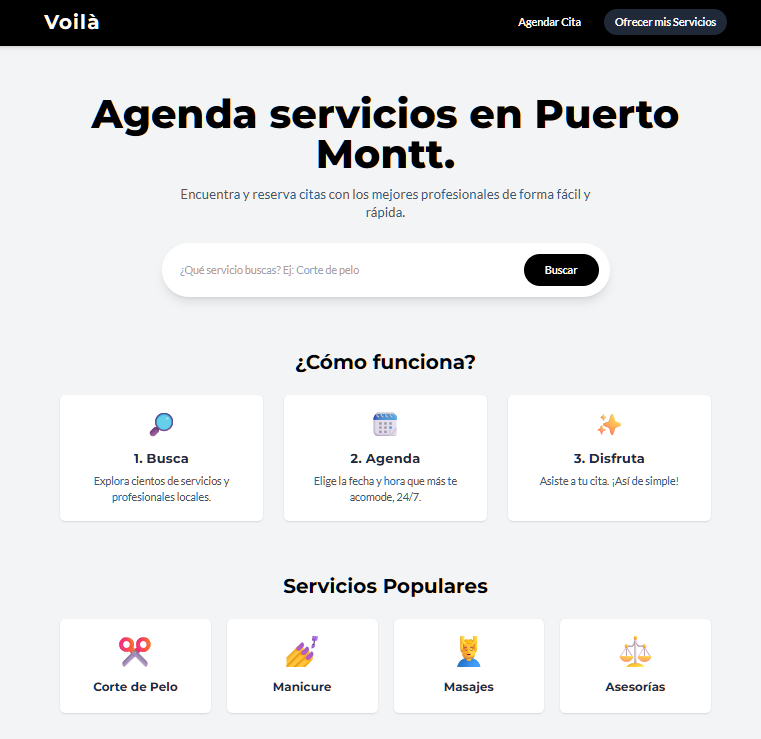 Voilà
Agendar Cita
Ofrecer mis Servicios
Agenda servicios en Puerto
Montt.
Encuentra y reserva citas con los mejores profesionales de forma fácil y
rápida.
¿Qué servicio buscas? Ej: Corte de pelo
Buscar
¿Cómo funciona?
1. Busca
Explora cientos de servicios y
profesionales locales.
2. Agenda
Elige la fecha y hora que más te
acomode, 24/7.
3. Disfruta
Asiste a tu cita. ¡Así de simple!
Servicios Populares
Corte de Pelo
Manicure
Masajes
Asesorías